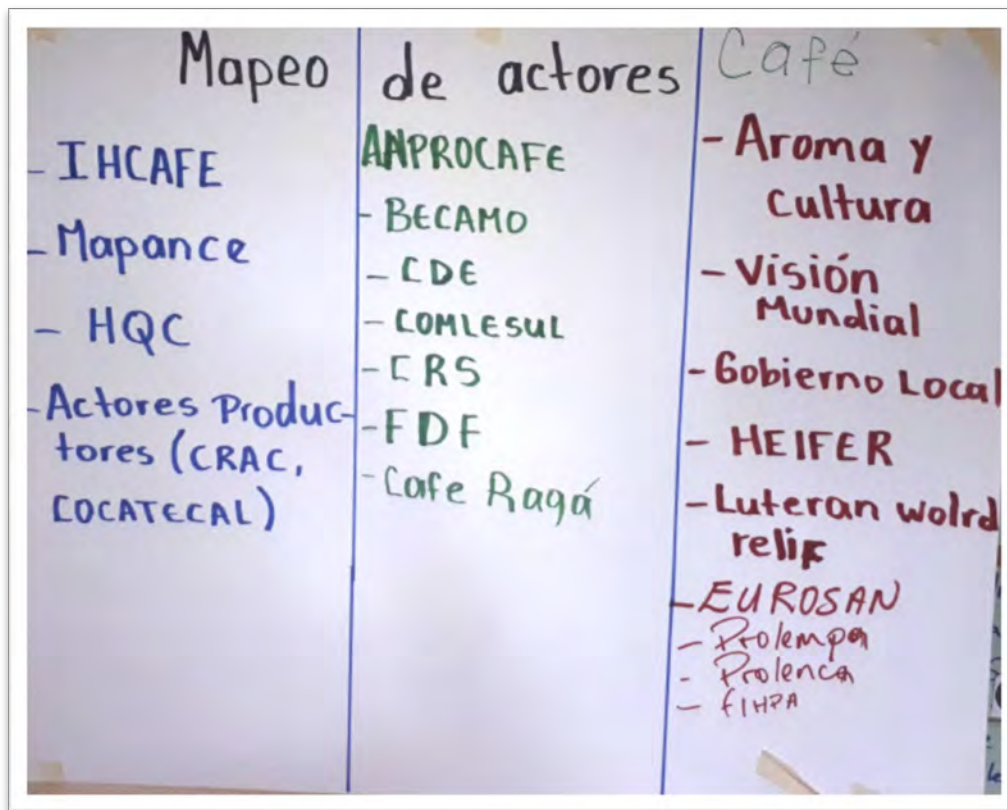 Mapeo de actores Café
- IHCAFE
- Mapance
- HQC
- Actores Produc-
tores (CRAC,
COCATECAL)
ANPROCAFE
- BECAMO
- CDE
- COMLESUL
- CRS
- FDF
- Cafe Ragá
- Aroma y
cultura
- Visión
Mundial
- Gobierno Local
- HEIFER
- Luteran wolrd
relif
- EUROSAN
- Prolempa
- Prolenca
- FIHPA